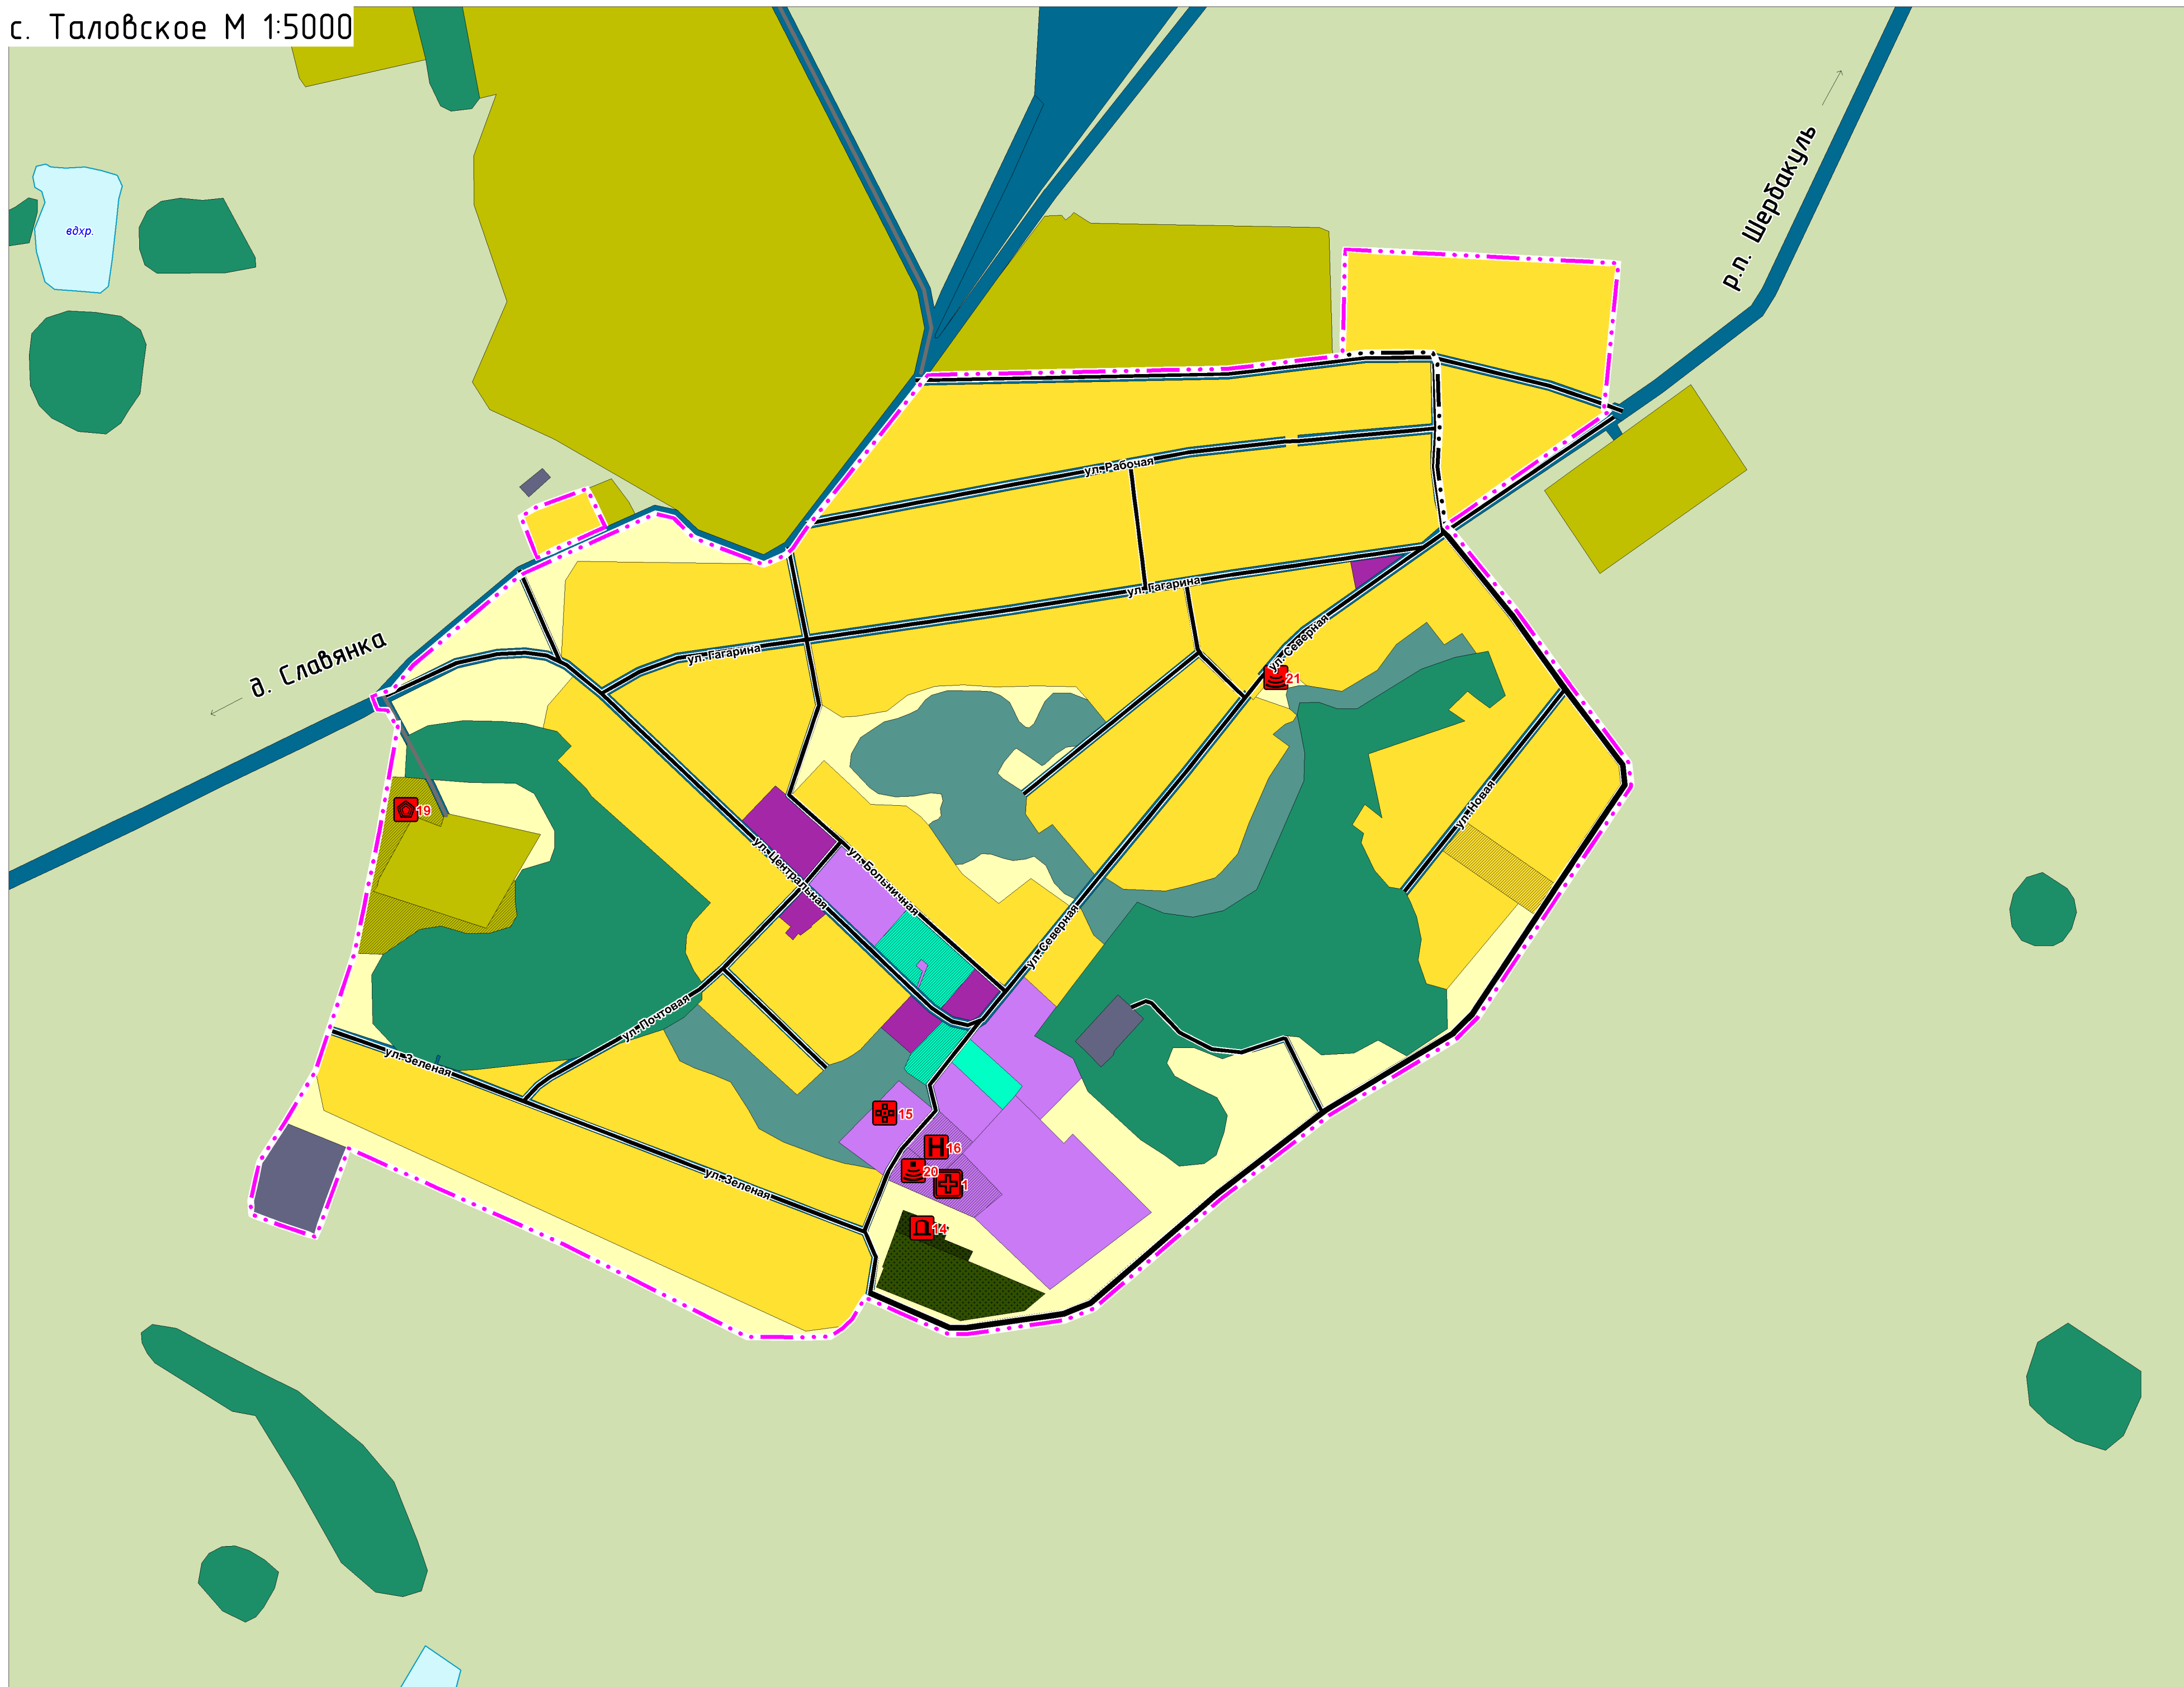 с. Таловское М 1:5000
р.п. Шербакуль
вдхр.
ул. Рабочая
ул. Гагарина
ул. Северная
д. Славянка
ул. Гагарина
21
19
ул. Новая
ул. Центральная
ул. Больничная
ул. Северная
ул. Почтовая
ул. Зеленая
15
Н 16
20
1
ул. Зеленая
14